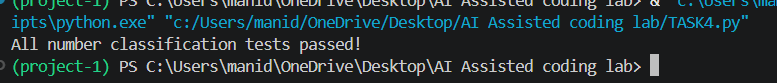 (project-1) PS C:\Users\manid\OneDrive\Desktop\AI Assisted coding lab> & "c:\Users\ma
ipts\python.exe" "c:/Users/manid/OneDrive/Desktop/AI Assisted coding lab/TASK4.py"
All number classification tests passed!
(project-1) PS C:\Users\manid\OneDrive\Desktop\AI Assisted coding lab>